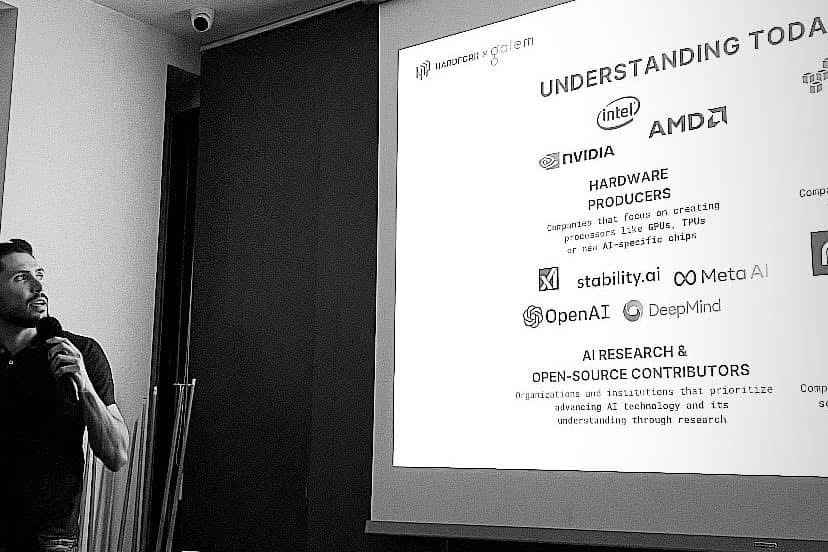 HARDFORK × golem
UNDERSTANDING TODA
intel
AMD
NVIDIA
HARDWARE
PRODUCERS
Companies that focus on creating
processors like GPUs, TPUs
or new AI-specific chips
Compa
xI stability.ai Meta AI
OpenAI DeepMind
AI RESEARCH &
OPEN-SOURCE CONTRIBUTORS
Organizations and institutions that prioritize
advancing AI technology and its
understanding through research
Comp
so